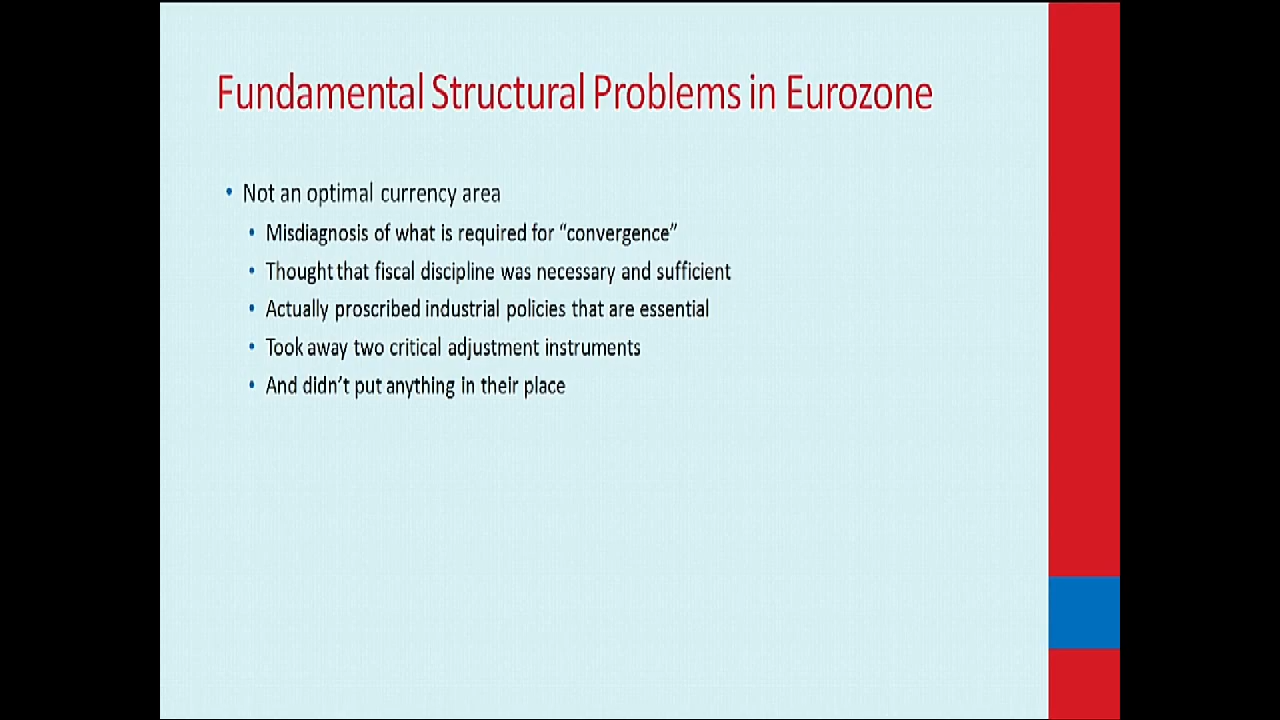 Fundamental Structural Problems in Eurozone
• Not an optimal currency area
• Misdiagnosis of what is required for “convergence”
• Thought that fiscal discipline was necessary and sufficient
• Actually proscribed industrial policies that are essential
• Took away two critical adjustment instruments
• And didn’t put anything in their place